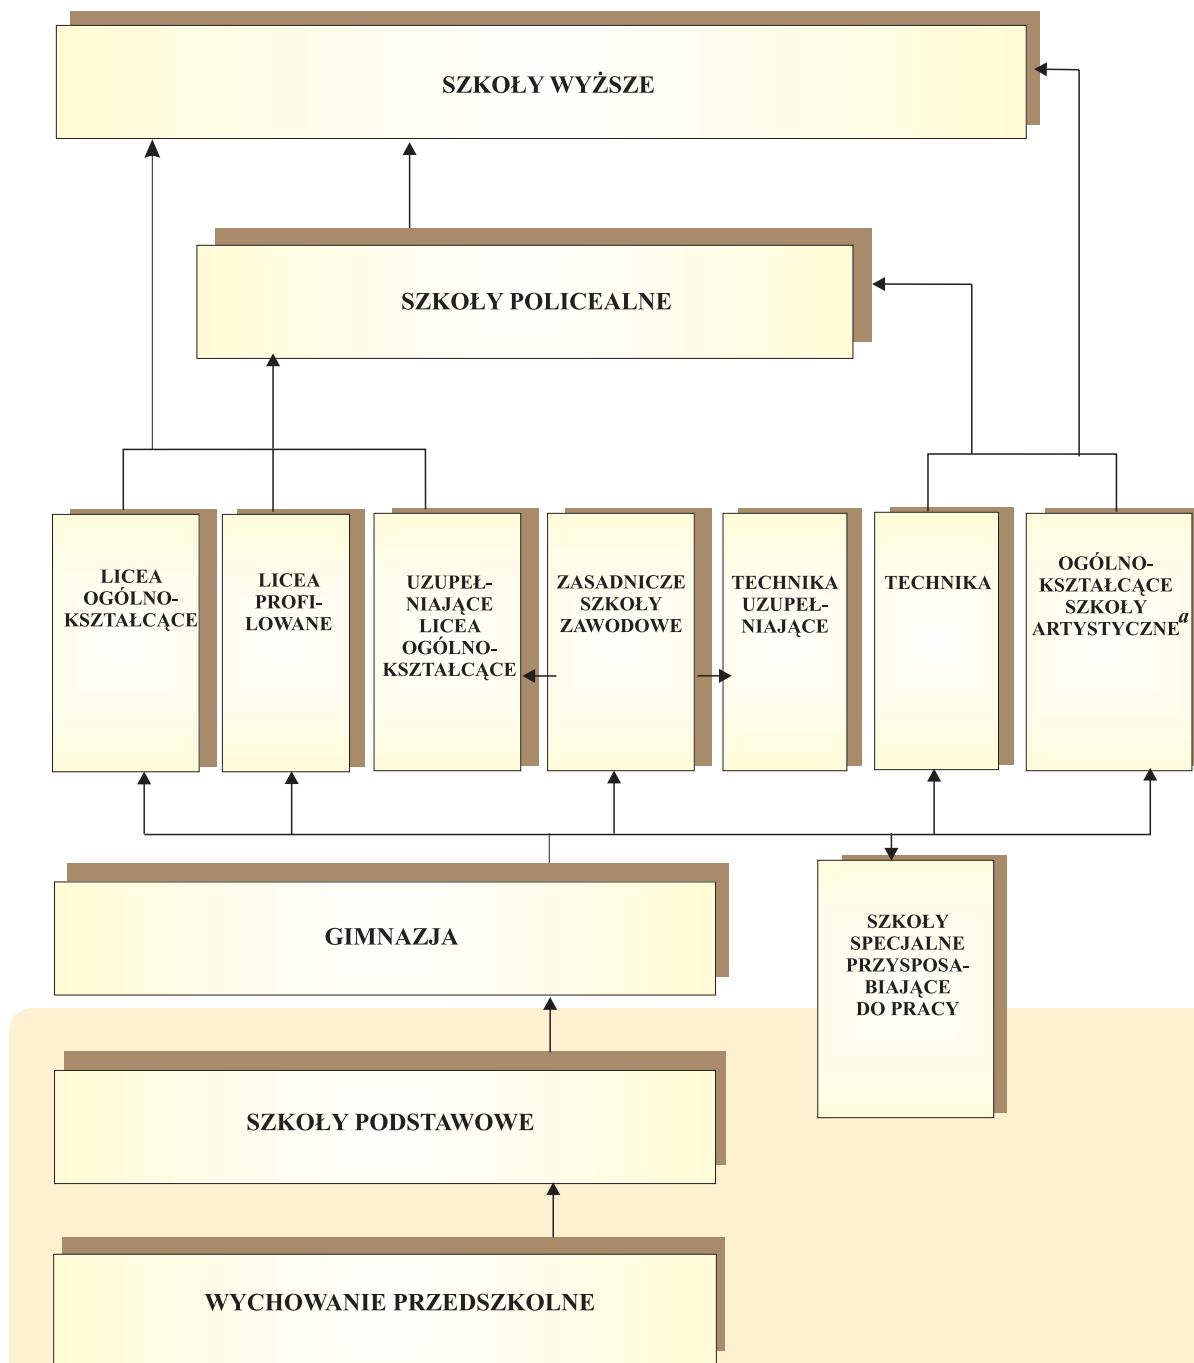 SZKOŁY WYŻSZE
SZKOŁY POLICEALNE
LICEA
OGÓLNO-
KSZTAŁCĄCE
LICEA
PROFI-
LOWANE
UZUPEŁ-
NIAJĄCE
LICEA
OGÓLNO-
KSZTAŁCĄCE
ZASADNICZE
SZKOŁY
ZAWODOWE
TECHNIKA
UZUPEŁ-
NIAJĄCE
TECHNIKA
OGÓLNO-
KSZTAŁCĄCE
SZKOŁY
ARTYSTYCZNE a
GIMNAZJA
SZKOŁY
SPECJALNE
PRZYSPOSA-
BIAJĄCE
DO PRACY
SZKOŁY PODSTAWOWE
WYCHOWANIE PRZEDSZKOLNE